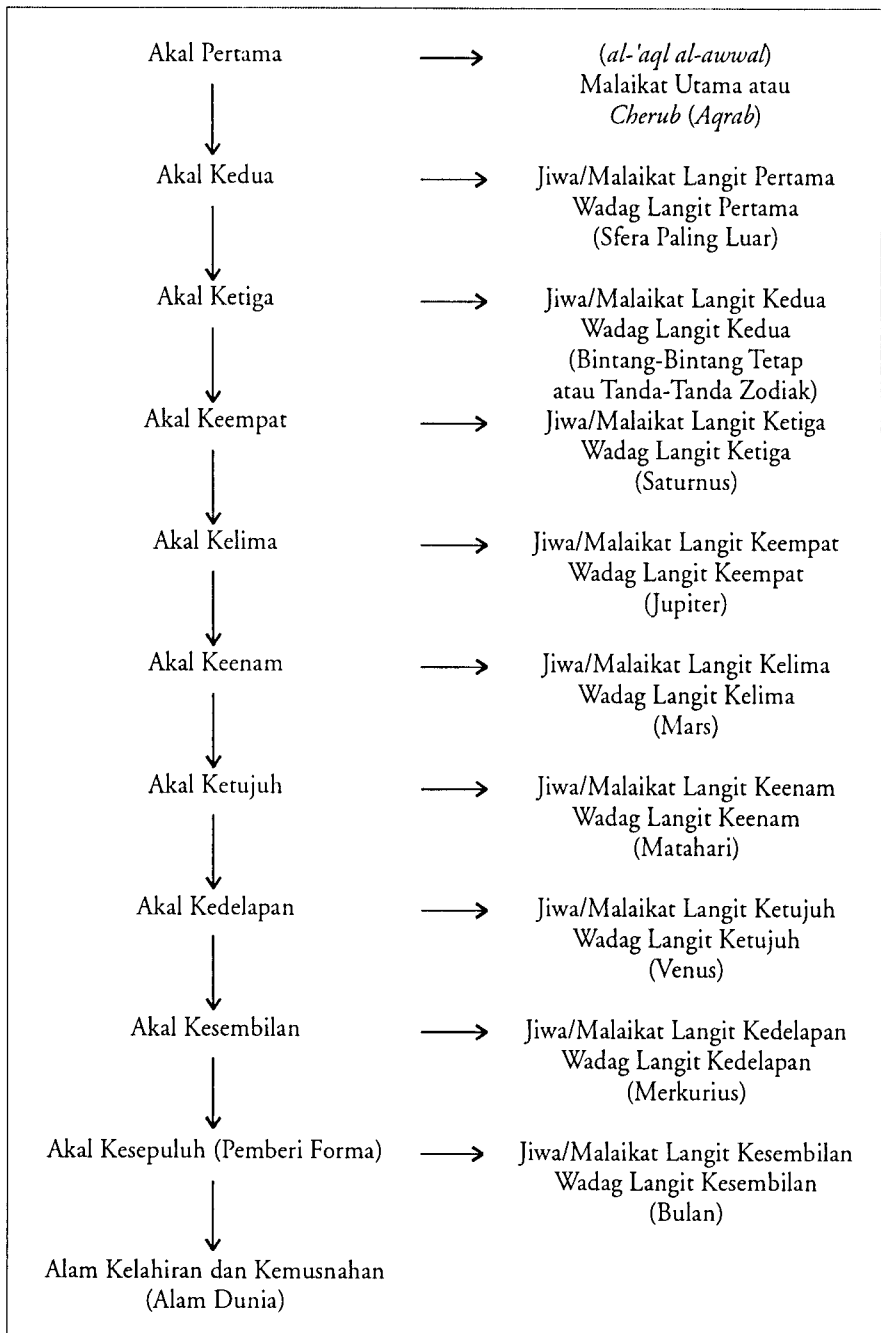 Akal Pertama
(al-'aql al-awwal)
Malaikat Utama atau
Cherub (Aqrab)
Akal Kedua
Jiwa/Malaikat Langit Pertama
Wadag Langit Pertama
(Sfera Paling Luar)
Akal Ketiga
Jiwa/Malaikat Langit Kedua
Wadag Langit Kedua
(Bintang-Bintang Tetap
atau Tanda-Tanda Zodiak)
Akal Keempat
Jiwa/Malaikat Langit Ketiga
Wadag Langit Ketiga
(Saturnus)
Akal Kelima
Jiwa/Malaikat Langit Keempat
Wadag Langit Keempat
(Jupiter)
Akal Keenam
Jiwa/Malaikat Langit Kelima
Wadag Langit Kelima
(Mars)
Akal Ketujuh
Jiwa/Malaikat Langit Keenam
Wadag Langit Keenam
(Matahari)
Akal Kedelapan
Jiwa/Malaikat Langit Ketujuh
Wadag Langit Ketujuh
(Venus)
Akal Kesembilan
Jiwa/Malaikat Langit Kedelapan
Wadag Langit Kedelapan
(Merkurius)
Akal Kesepuluh (Pemberi Forma)
Jiwa/Malaikat Langit Kesembilan
Wadag Langit Kesembilan
(Bulan)
Alam Kelahiran dan Kemusnahan
(Alam Dunia)